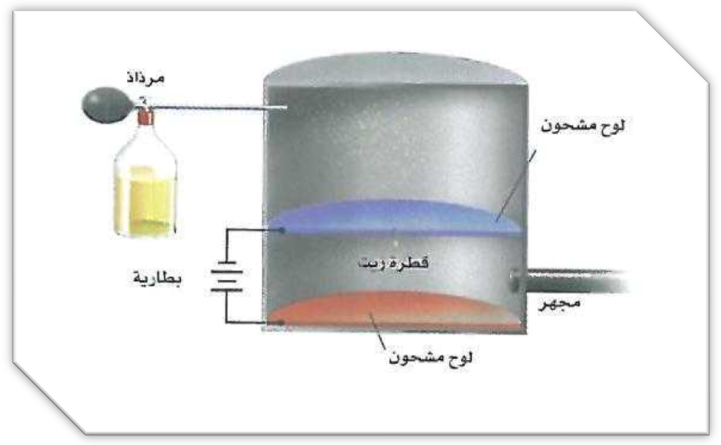 مرذاذ
لوح مشحون
قطرة زيت
بطارية
مجهر
لوح مشحون